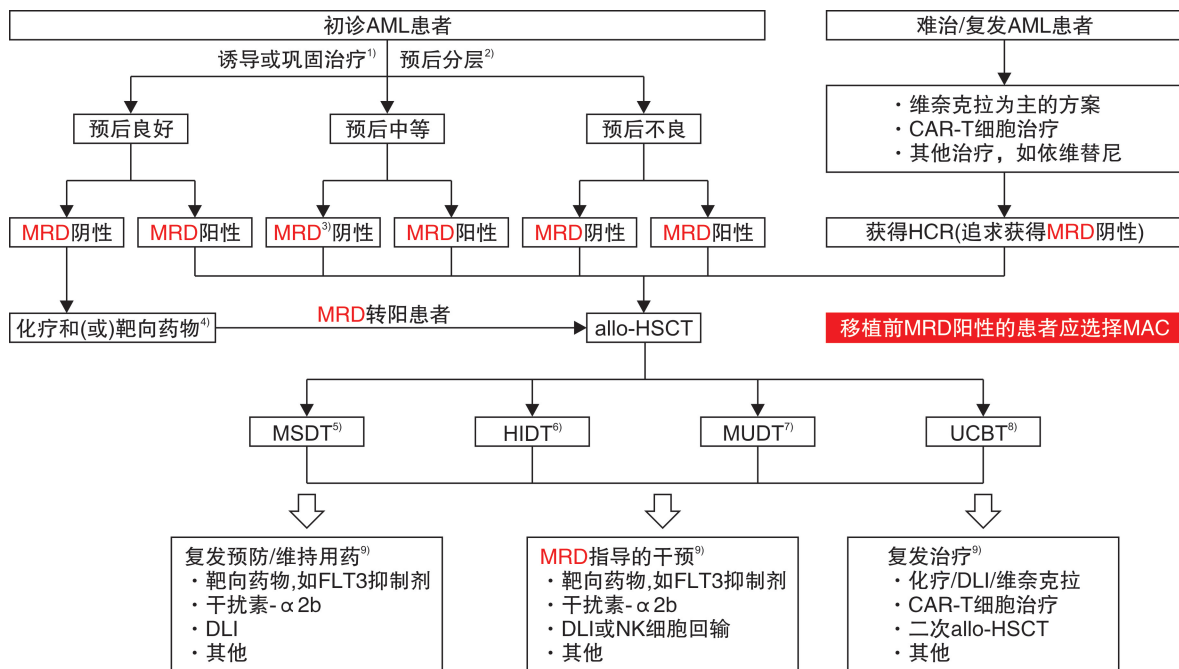 初诊AML患者
难治/复发AML患者
诱导或巩固治疗1)
预后分层2)
预后良好
预后中等
预后不良
·维奈克拉为主的方案
·CAR-T细胞治疗
·其他治疗，如依维替尼
MRD阴性
MRD阳性
MRD3)阴性
MRD阳性
MRD阴性
MRD阳性
获得HCR(追求获得MRD阴性)
化疗和(或)靶向药物4)
MRD转阳患者
allo-HSCT
移植前MRD阳性的患者应选择MAC
MSDT5)
HIDT6)
MUDT7)
UCBT8)
复发预防/维持用药9)
·靶向药物,如FLT3抑制剂
·干扰素-α2b
·DLI
·其他
MRD指导的干预9)
·靶向药物,如FLT3抑制剂
·干扰素-α2b
·DLI或NK细胞回输
·其他
复发治疗9)
·化疗/DLI/维奈克拉
·CAR-T细胞治疗
·二次allo-HSCT
·其他